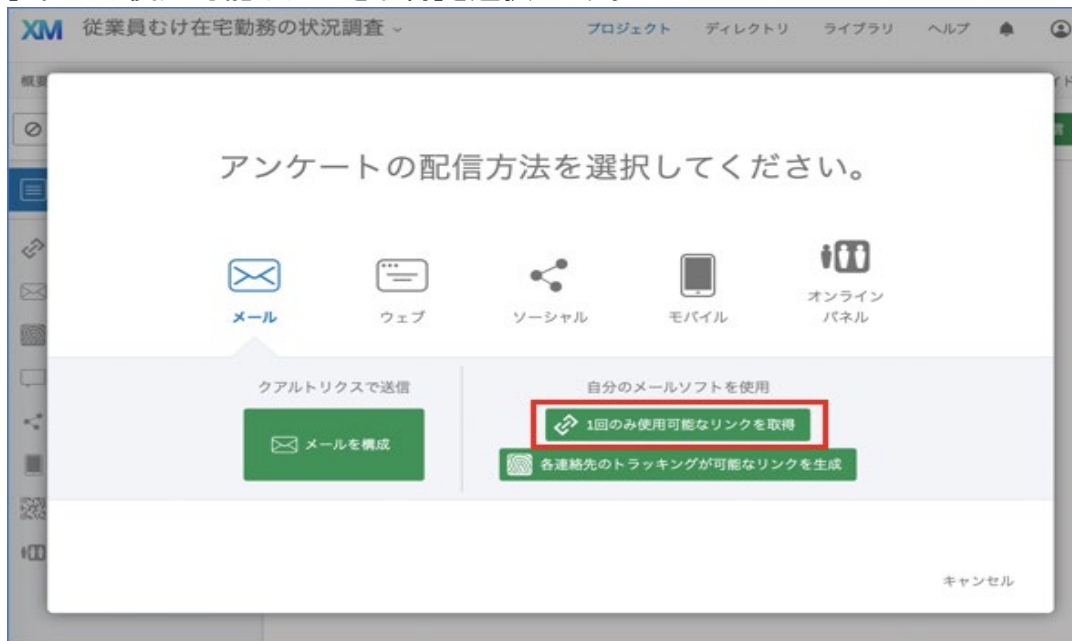 XM 従業員むけ在宅勤務の状況調査
プロジェクト ディレクトリ ライブラリ ヘルプ
概要
アンケートの配信方法を選択してください。
メール ウェブ ソーシャル モバイル オンライン
パネル
クアルトリクスで送信 自分のメールソフトを使用
メールを構成
1回のみ使用可能なリンクを取得
各連絡先のトラッキングが可能なリンクを生成
キャンセル